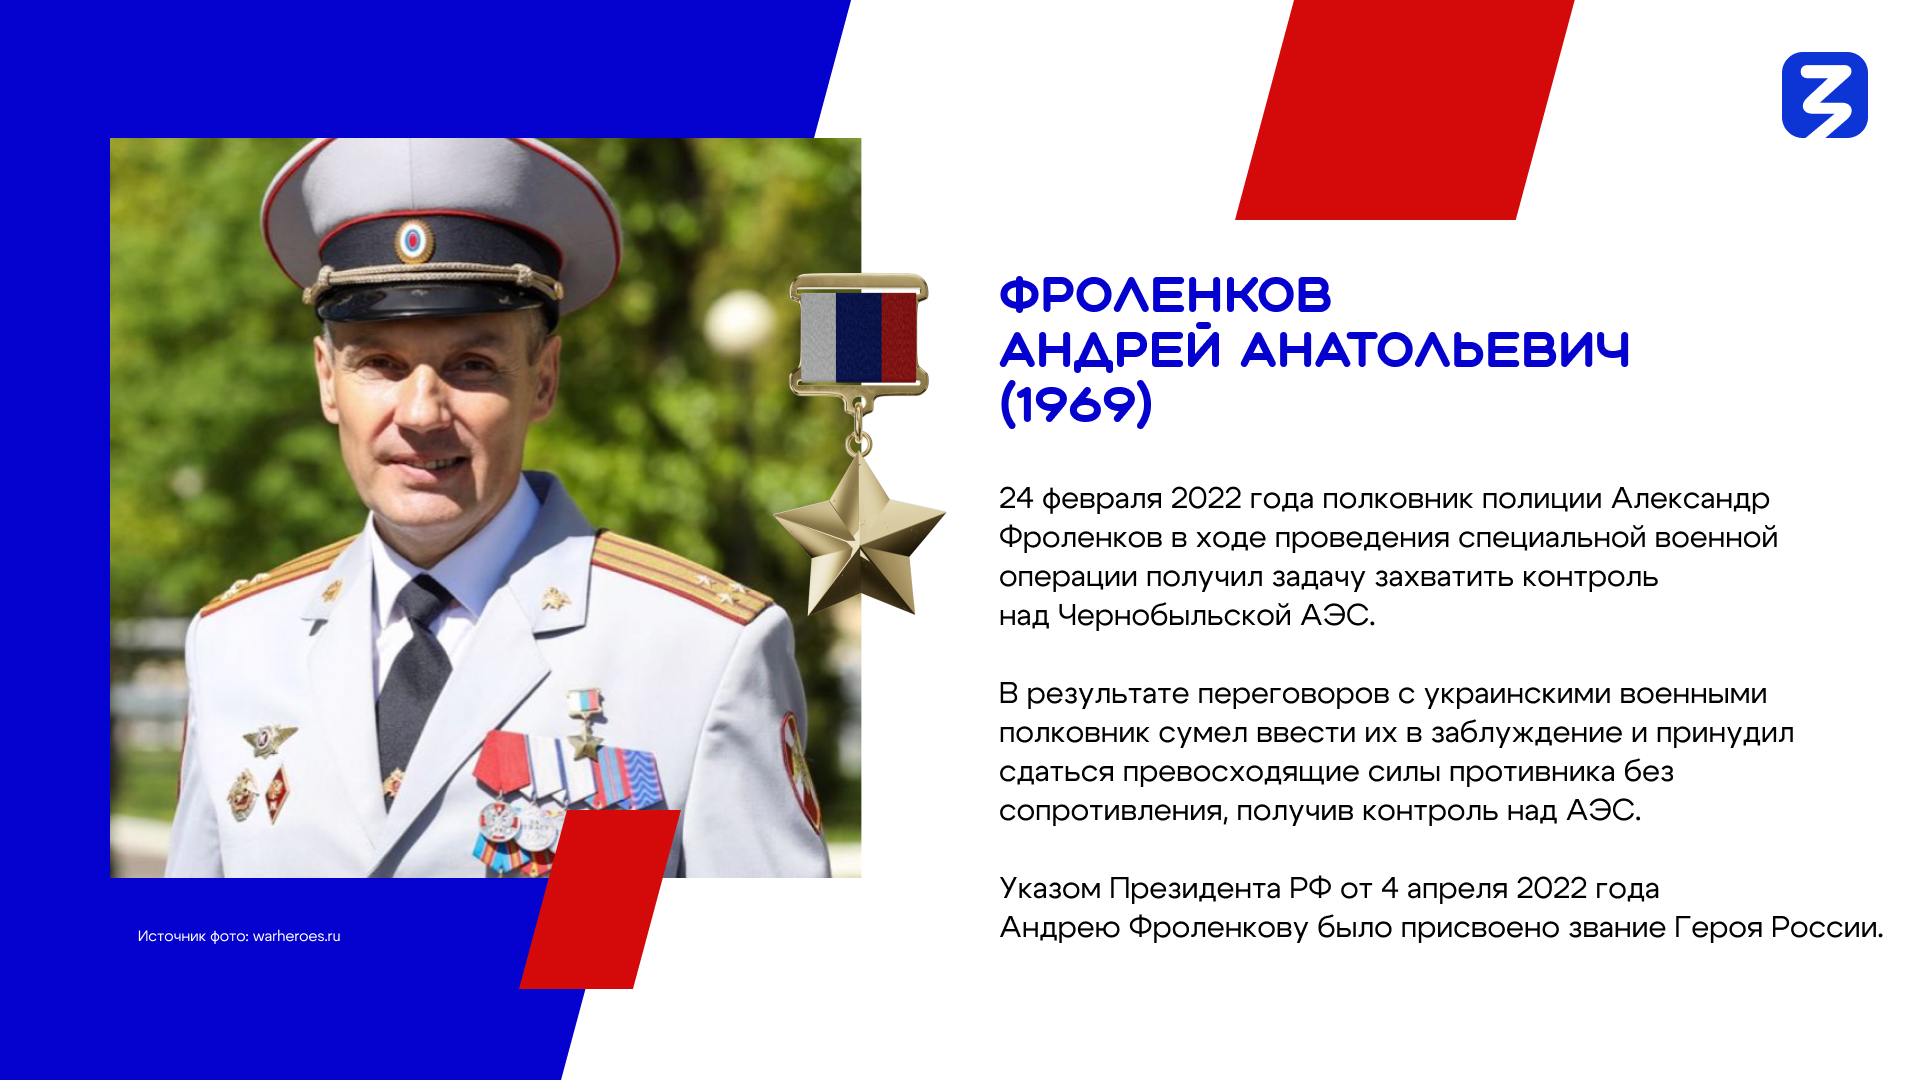 ФРОЛЕНКОВ
АНДРЕЙ АНАТОЛЬЕВИЧ
(1969)
24 февраля 2022 года полковник полиции Александр
Фроленков в ходе проведения специальной военной
операции получил задачу захватить контроль
над Чернобыльской АЭС.
В результате переговоров с украинскими военными
полковник сумел ввести их в заблуждение и принудил
сдаться превосходящие силы противника без
сопротивления, получив контроль над АЭС.
Указом Президента РФ от 4 апреля 2022 года
Андрею Фроленкову было присвоено звание Героя России.
Источник фото: warheroes.ru